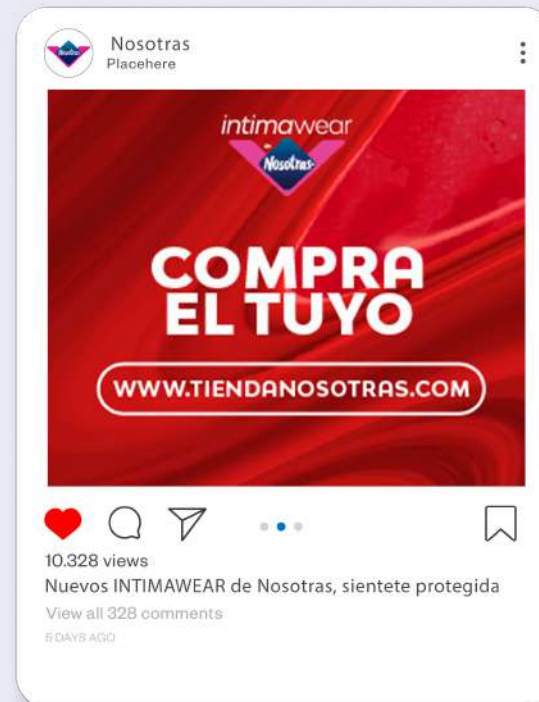 Nosotras
Placehere
intimawear
Nosotras
COMPRA
EL TUYO
WWW.TIENDANOSOTRAS.COM
10.328 views
Nuevos INTIMAWEAR de Nosotras, sientete protegida
View all 328 comments
5 DAYS AGO